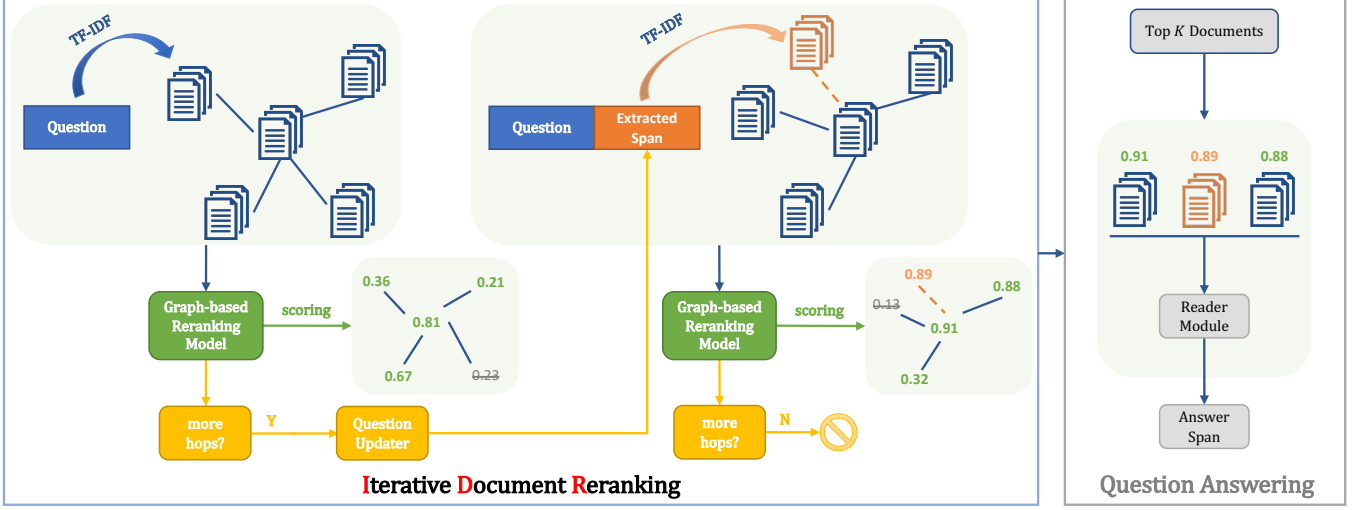 TF-IDF
Question
Graph-based
Reranking
Model
scoring
0.36
0.21
0.81
0.67
0.23
more
hops?
Y
Question
Updater
TF-IDF
Question
Extracted
Span
Graph-based
Reranking
Model
scoring
0.89
0.88
0.13
0.91
0.32
more
hops?
N
Iterative Document Reranking
Top K Documents
0.91 0.89 0.88
Reader
Module
Answer
Span
Question Answering